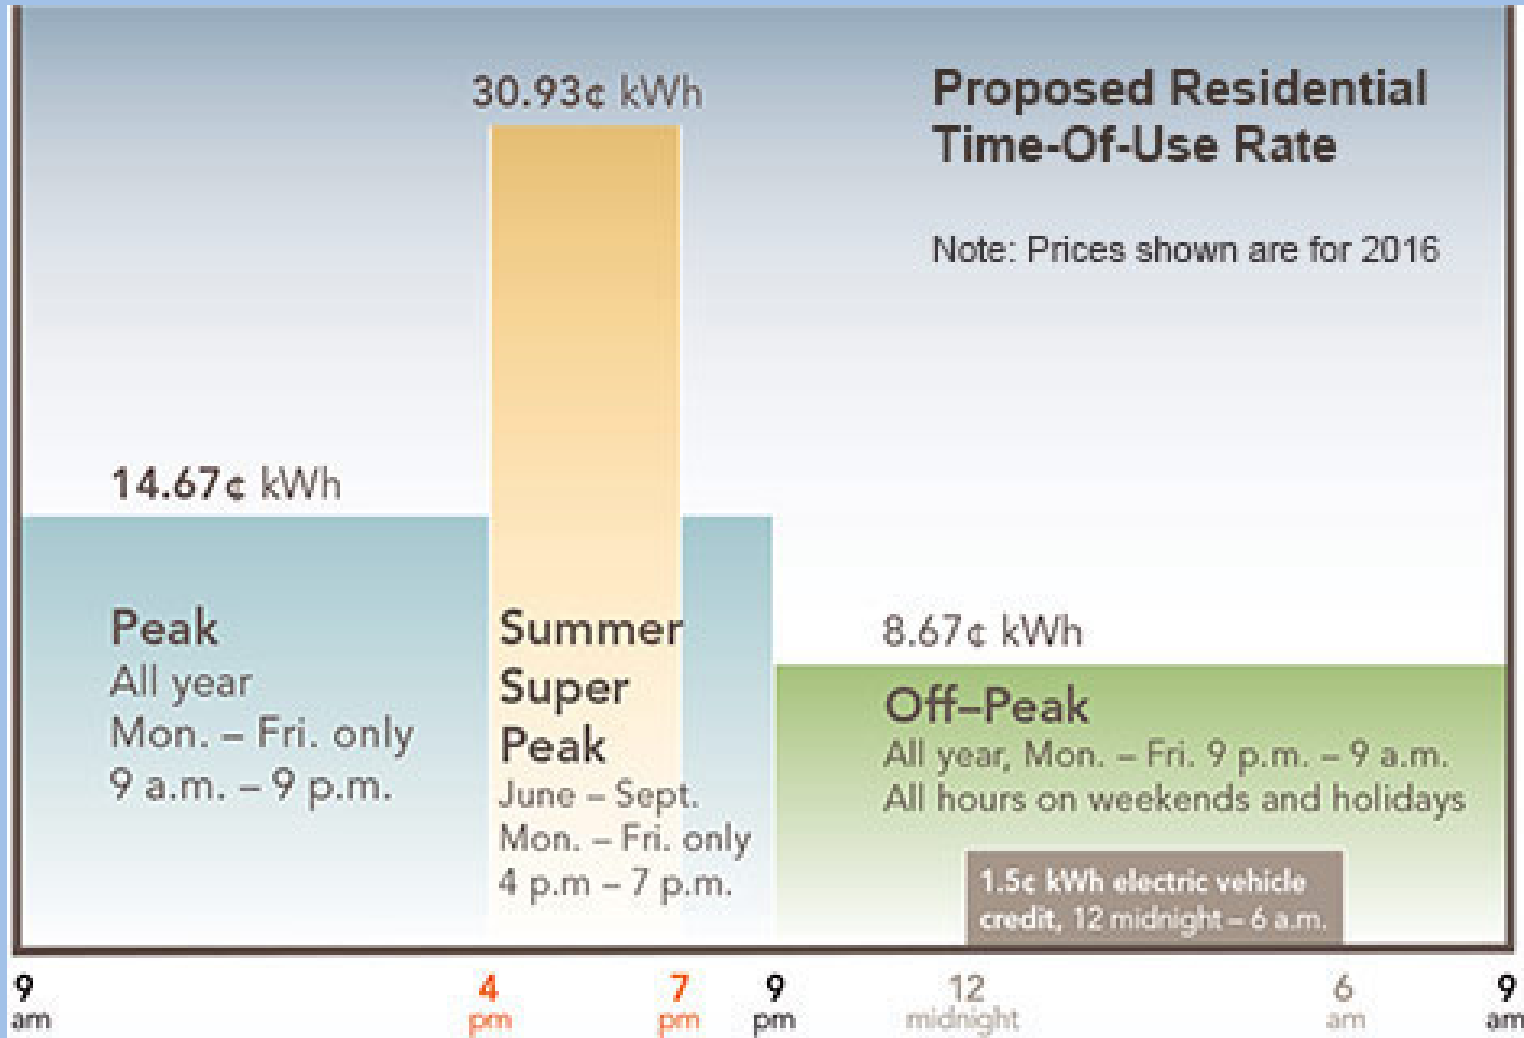 Proposed Residential
Time-Of-Use Rate
Note: Prices shown are for 2016
30.93¢ kWh
14.67¢ kWh
Peak
All year
Mon. – Fri. only
9 a.m. – 9 p.m.
Summer
Super
Peak
June – Sept.
Mon. – Fri. only
4 p.m – 7 p.m.
8.67¢ kWh
Off–Peak
All year, Mon. – Fri. 9 p.m. – 9 a.m.
All hours on weekends and holidays
1.5¢ kWh electric vehicle
credit, 12 midnight – 6 a.m.
9 4 7 9 12 6 9
am pm pm pm midnight am am